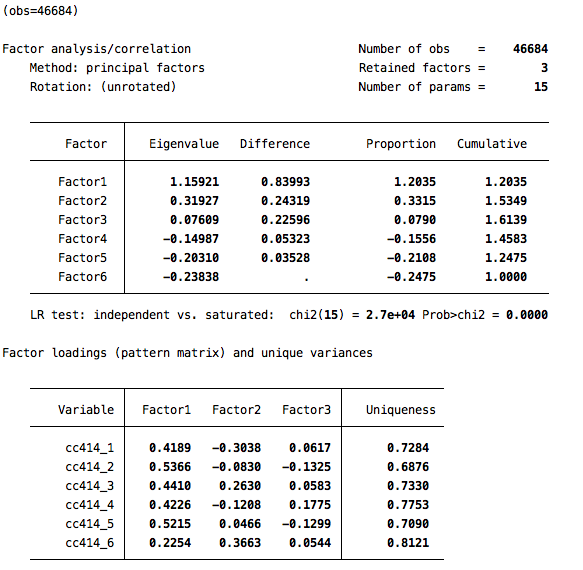 (obs=46684)
Factor analysis/correlation Number of obs = 46684
Method: principal factors Retained factors = 3
Rotation: (unrotated) Number of params = 15
Factor Eigenvalue Difference Proportion Cumulative
Factor1 1.15921 0.83993 1.2035 1.2035
Factor2 0.31927 0.24319 0.3315 1.5349
Factor3 0.07609 0.22596 0.0790 1.6139
Factor4 -0.14987 0.05323 -0.1556 1.4583
Factor5 -0.20310 0.03528 -0.2108 1.2475
Factor6 -0.23838 . -0.2475 1.0000
LR test: independent vs. saturated: chi2(15) = 2.7e+04 Prob>chi2 = 0.0000
Factor loadings (pattern matrix) and unique variances
Variable Factor1 Factor2 Factor3 Uniqueness
cc414_1 0.4189 -0.3038 0.0617 0.7284
cc414_2 0.5366 -0.0830 -0.1325 0.6876
cc414_3 0.4410 0.2630 0.0583 0.7330
cc414_4 0.4226 -0.1208 0.1775 0.7753
cc414_5 0.5215 0.0466 -0.1299 0.7090
cc414_6 0.2254 0.3663 0.0544 0.8121